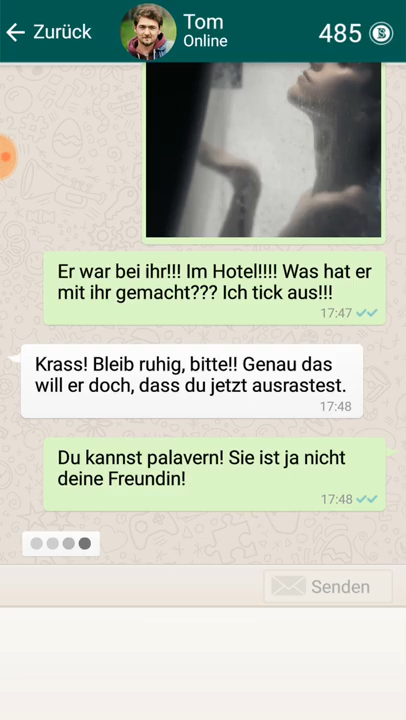 Zurück
Tom
Online
485
Er war bei ihr!!! Im Hotel!!!! Was hat er
mit ihr gemacht??? Ich tick aus!!!
17:47
Krass! Bleib ruhig, bitte!! Genau das
will er doch, dass du jetzt ausrastest.
17:48
Du kannst palavern! Sie ist ja nicht
deine Freundin!
17:48
Senden